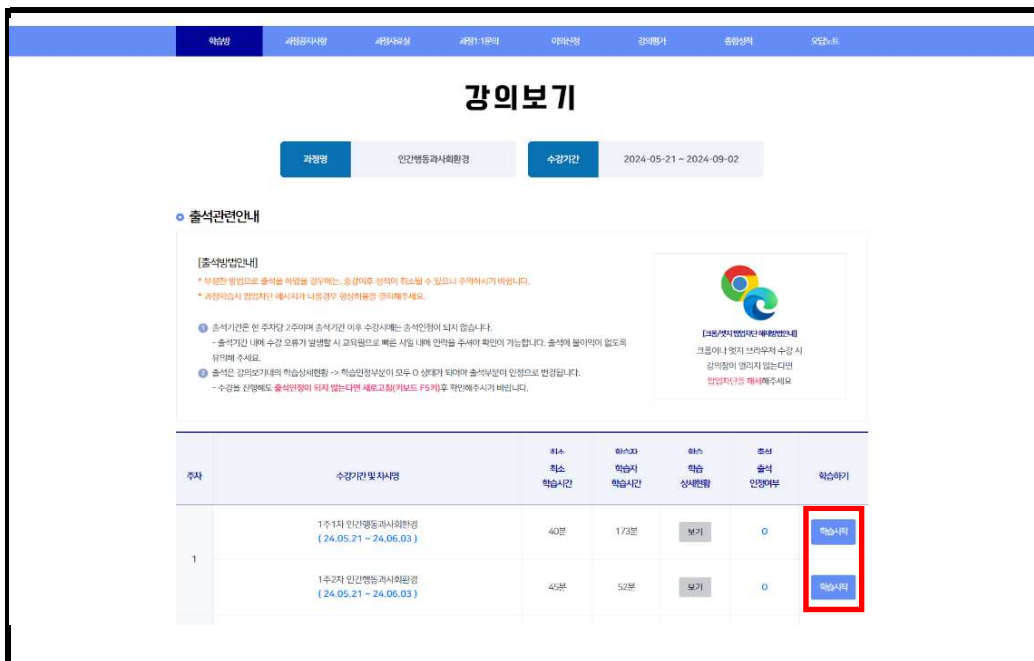 학습방 과정공지사항 과정자료실 과정1:1문의 이의신청 강의평가 종합성적 오답노트
강의보기
과정명 인간행동과사회환경 수강기간 2024-05-21 ~ 2024-09-02
출석관련안내
[출석방법안내]
* 부정한 방법으로 출석을 하였을 경우에는, 종강이후 성적이 취소될 수 있으니 주의하시기 바랍니다.
* 과정학습시 팝업차단 메시지가 나올경우 항상허용을 클릭해주세요.
1 출석기간은 한 주차당 2주이며 출석기간 이후 수강시에는 출석인정이 되지 않습니다.
- 출석기간 내에 수강 오류가 발생할 시 교육원으로 빠른 시일 내에 연락을 주셔야 확인이 가능합니다. 출석에 불이익이 없도록
유의해 주세요.
2 출석은 강의보기내의 학습상세현황 -> 학습인정부분이 모두 O 상태가 되어야 출석부분이 인정으로 변경됩니다.
- 수강을 진행해도 출석인정이 되지 않는다면 새로고침(키보드 F5키)후 확인해주시기 바랍니다.
[크롬/엣지 팝업차단 해제방법안내]
크롬이나 엣지 브라우저 수강 시
강의창이 열리지 않는다면
팝업차단을 해제해주세요
주차 수강기간 및 차시명 최소 학습시간 학습자 학습시간 학습 상세현황 출석 인정여부 학습하기
1
1주1차 인간행동과사회환경 40분 173분 보기 O 학습시작
( 24.05.21 ~ 24.06.03 )
1주2차 인간행동과사회환경 45분 52분 보기 O 학습시작
( 24.05.21 ~ 24.06.03 )